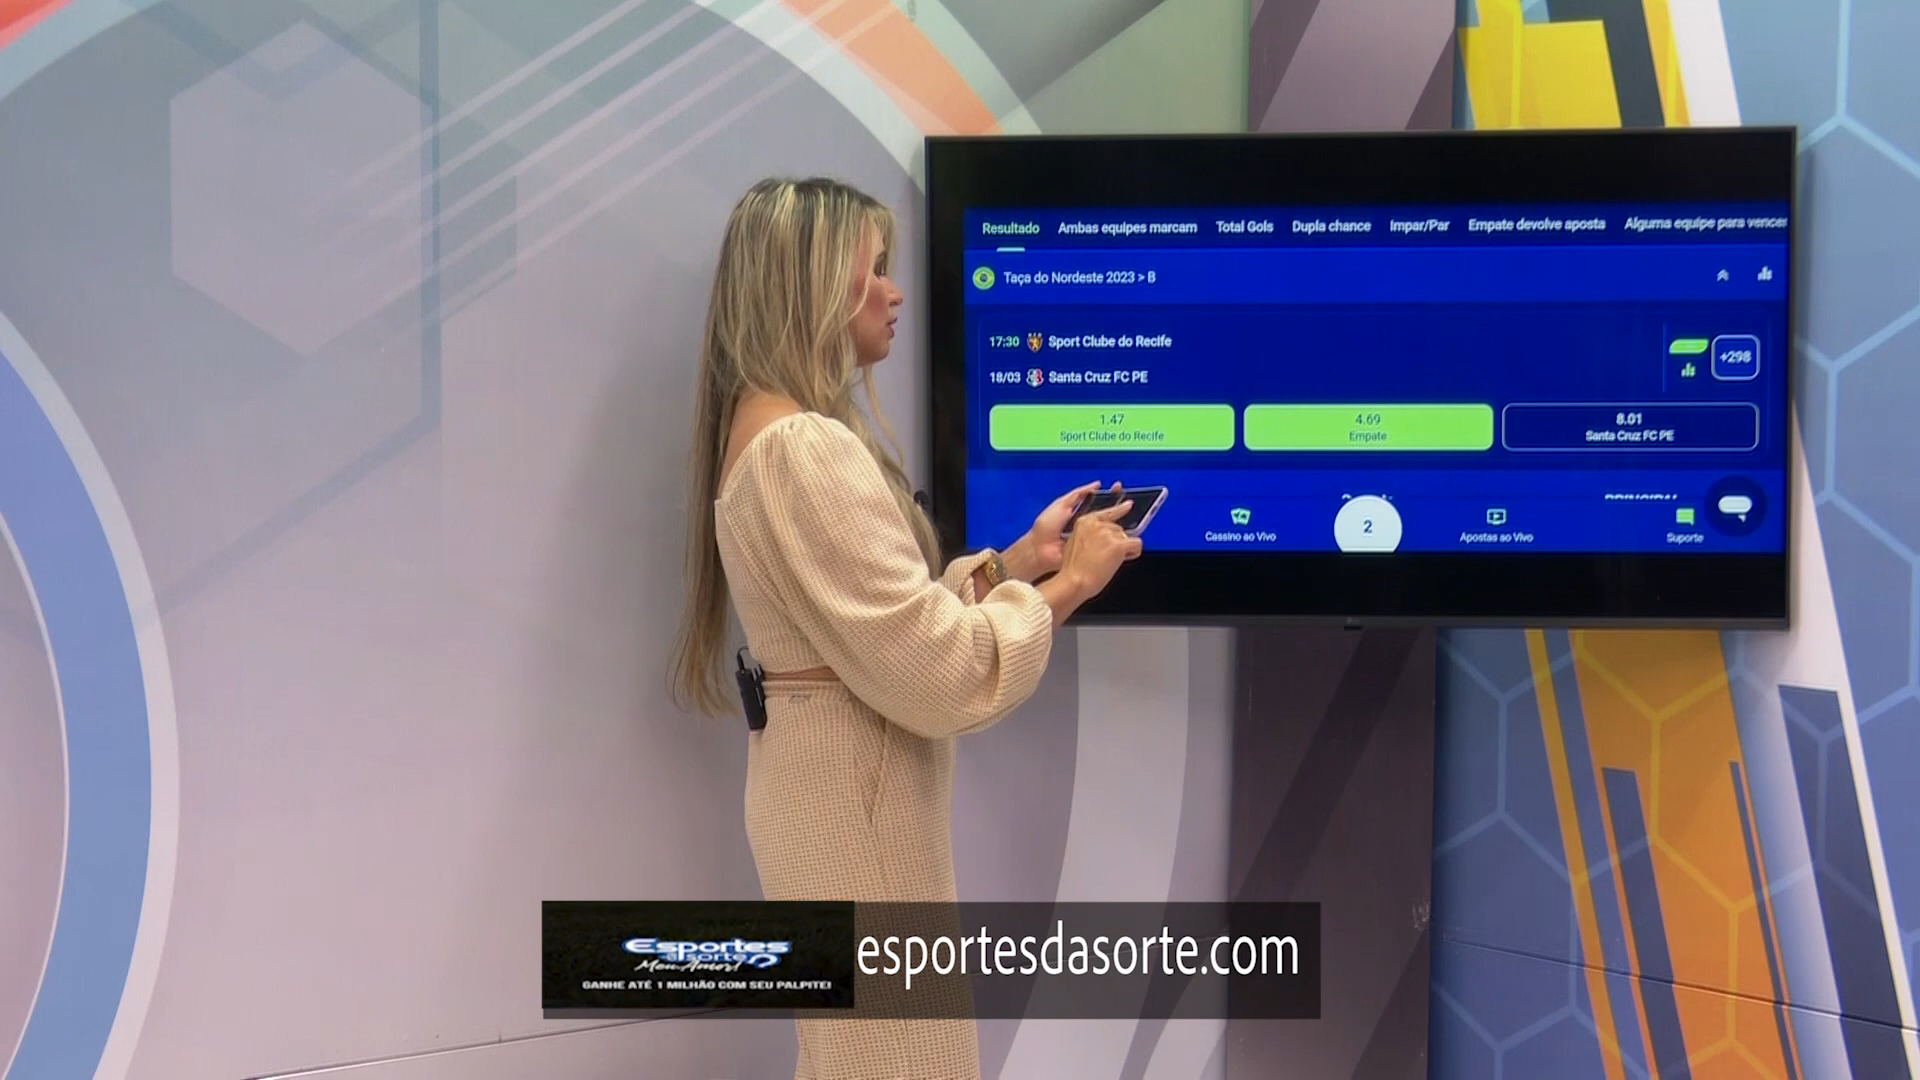 Resultado Ambas equipes marcam Total Gols Dupla chance Impar/Par Empate devolve aposta Alguma equipe para vencer
Taça do Nordeste 2023 > B
17:30 Sport Clube do Recife
+298
18/03 Santa Cruz FC PE
1.47 4.69 8.01
Sport Clube do Recife Empate Santa Cruz FC PE
2
Cassino ao Vivo Apostas ao Vivo Suporte
Esportes
da Sorte
Meu Amor!
GANHE ATÉ 1 MILHÃO COM SEU PALPITE!
esportesdasorte.com